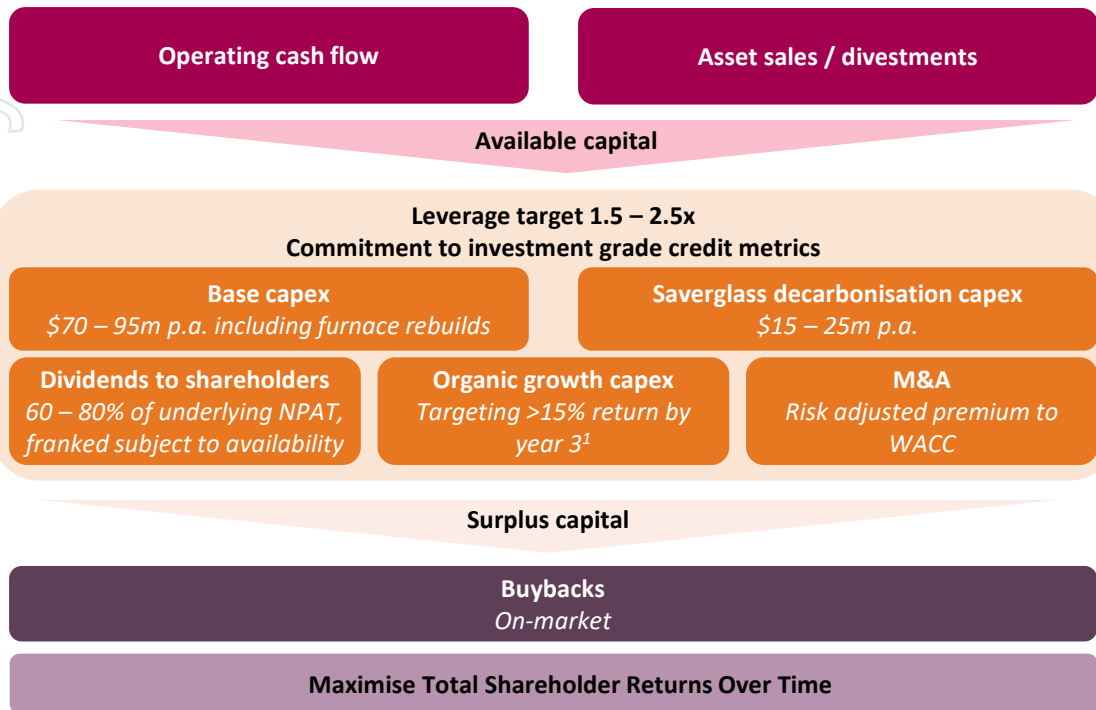 Operating cash flow
Asset sales / divestments
Available capital
Leverage target 1.5 – 2.5x
Commitment to investment grade credit metrics
Base capex
$70 – 95m p.a. including furnace rebuilds
Saverglass decarbonisation capex
$15 – 25m p.a.
Dividends to shareholders
60 – 80% of underlying NPAT,
franked subject to availability
Organic growth capex
Targeting >15% return by
year 3¹
M&A
Risk adjusted premium to
WACC
Surplus capital
Buybacks
On-market
Maximise Total Shareholder Returns Over Time